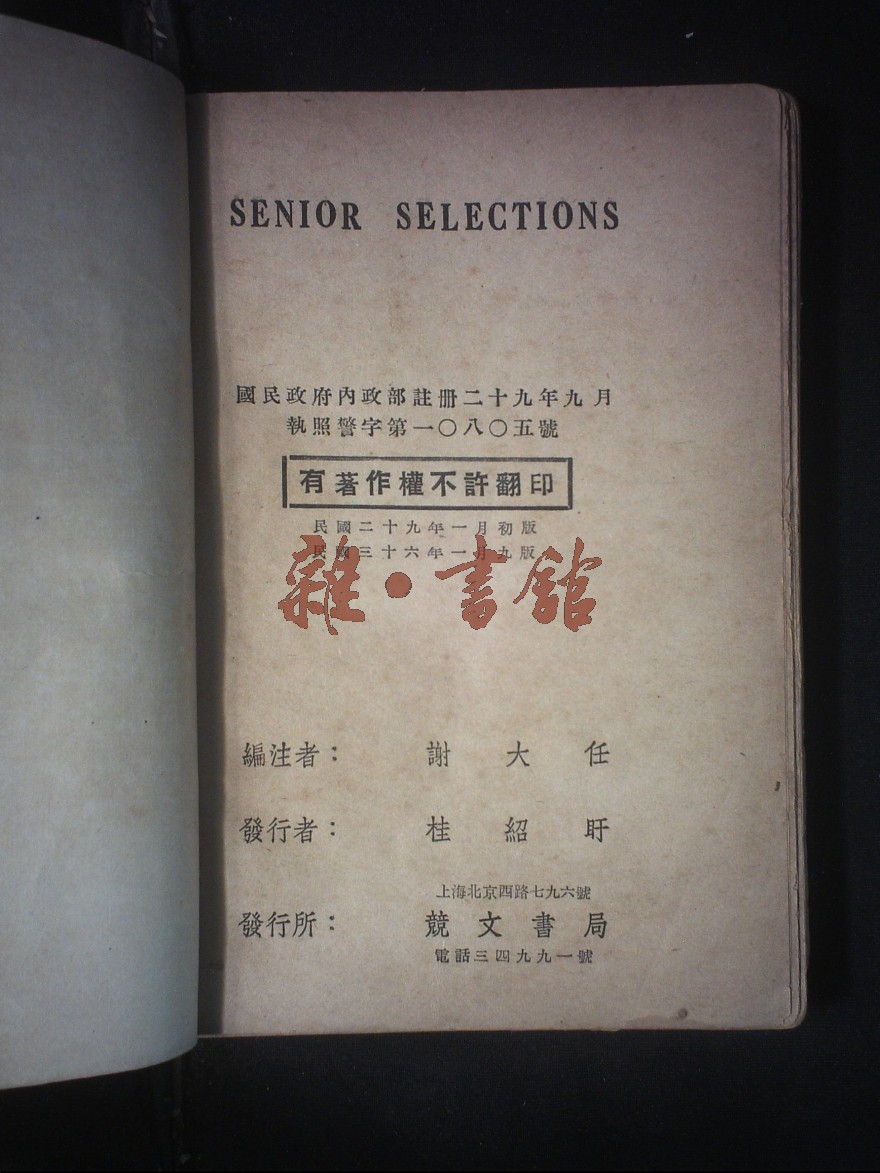 SENIOR SELECTIONS
國民政府內政部註冊二十九年九月
執照警字第一〇八〇五號
有著作權不許翻印
民國二十九年一月初版
民國三十六年一月九版
雜·書館
編注者： 謝大任
發行者： 桂紹盱
上海北京西路七九六號
發行所： 競文書局
電話三四九九一號